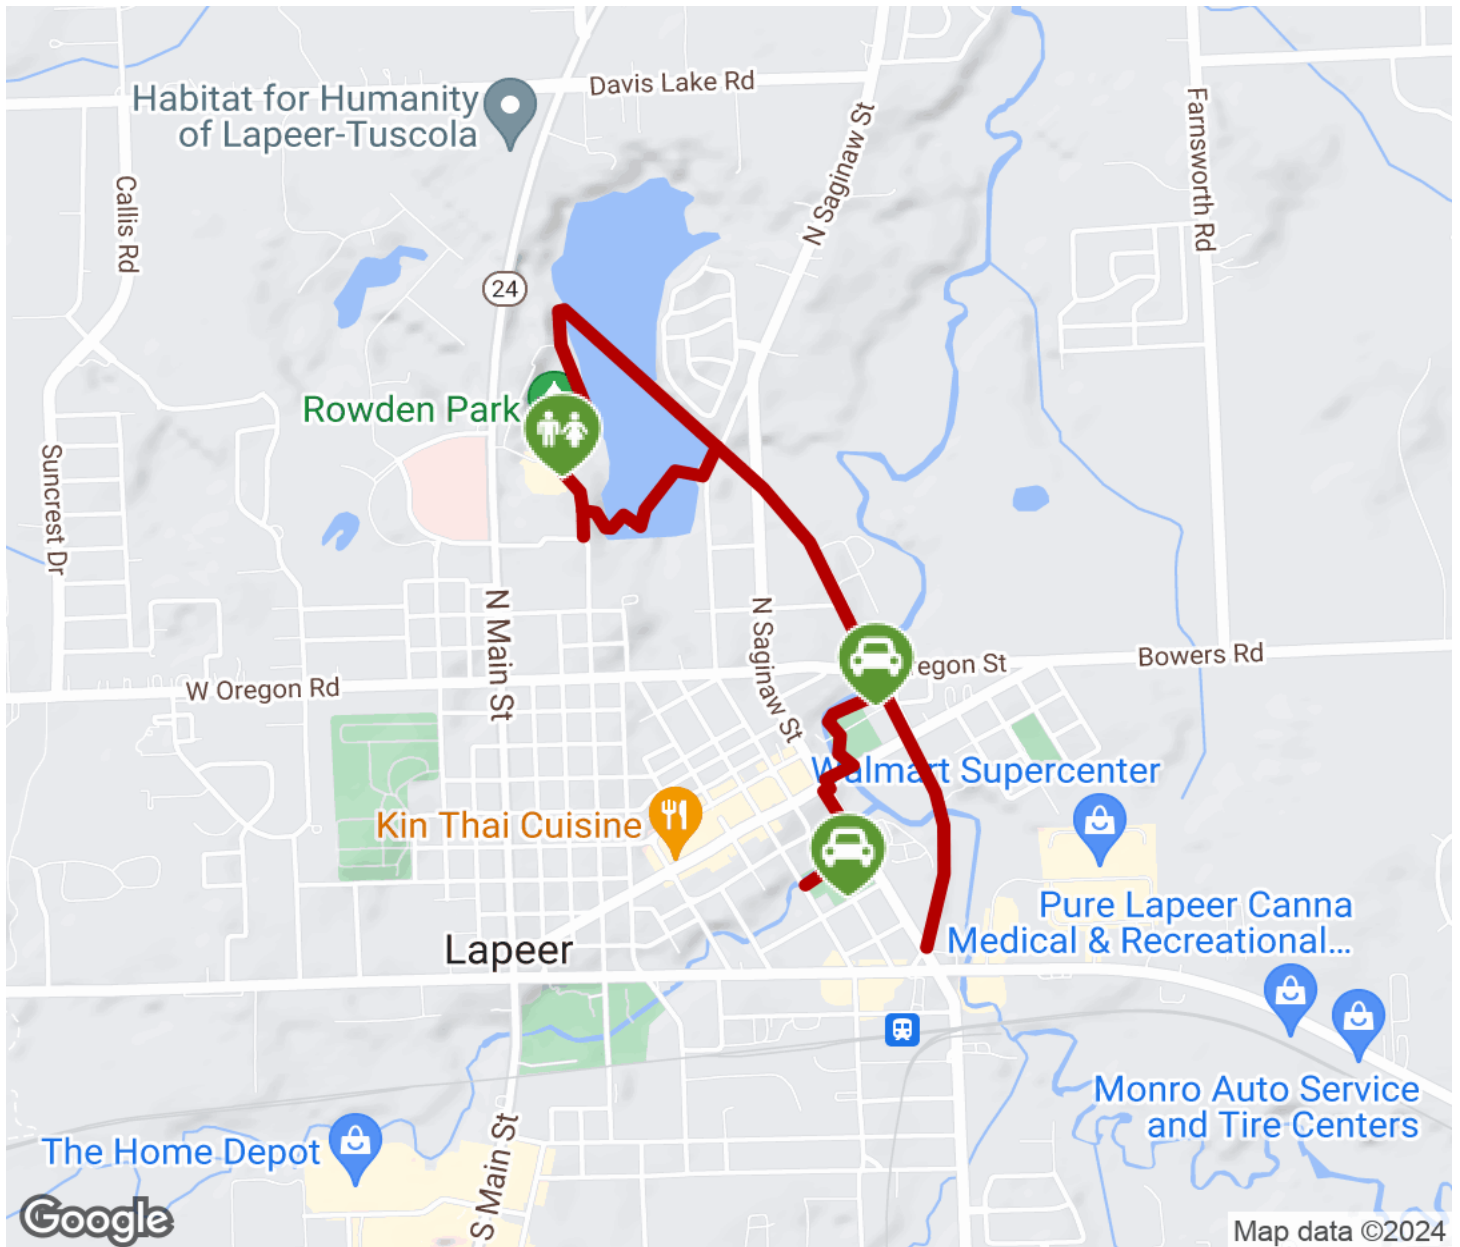 Davis Lake Rd
Habitat for Humanity
of Lapeer-Tuscola
N Saginaw St
Farnsworth Rd
Callis Rd
24
Rowden Park
Suncrest Dr
N Main St
N Saginaw St
egon St
Bowers Rd
W Oregon Rd
Walmart Supercenter
Kin Thai Cuisine
Pure Lapeer Canna
Medical & Recreational...
Lapeer
Monro Auto Service
and Tire Centers
The Home Depot
S Main St
Google
Map data ©2024